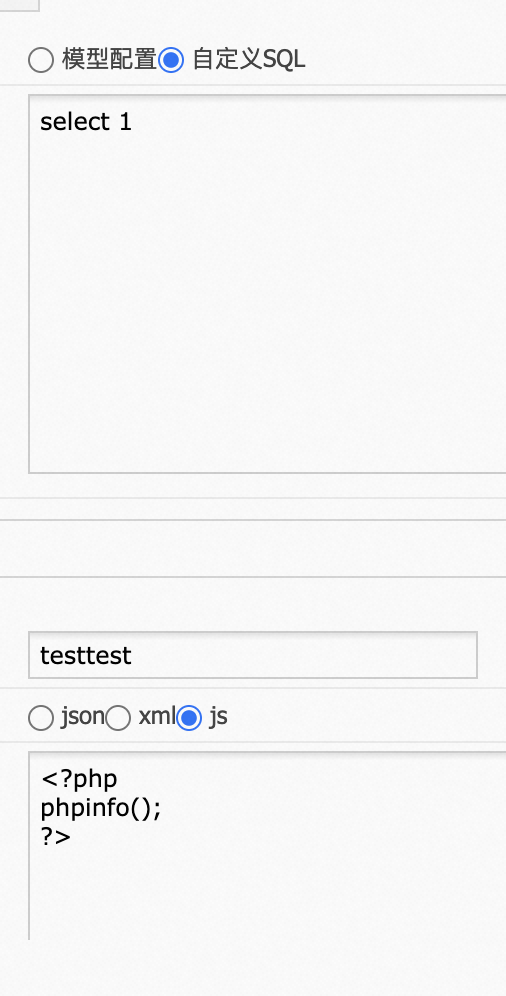 模型配置 自定义SQL
select 1
testtest
json xml js
<?php
phpinfo();
?>